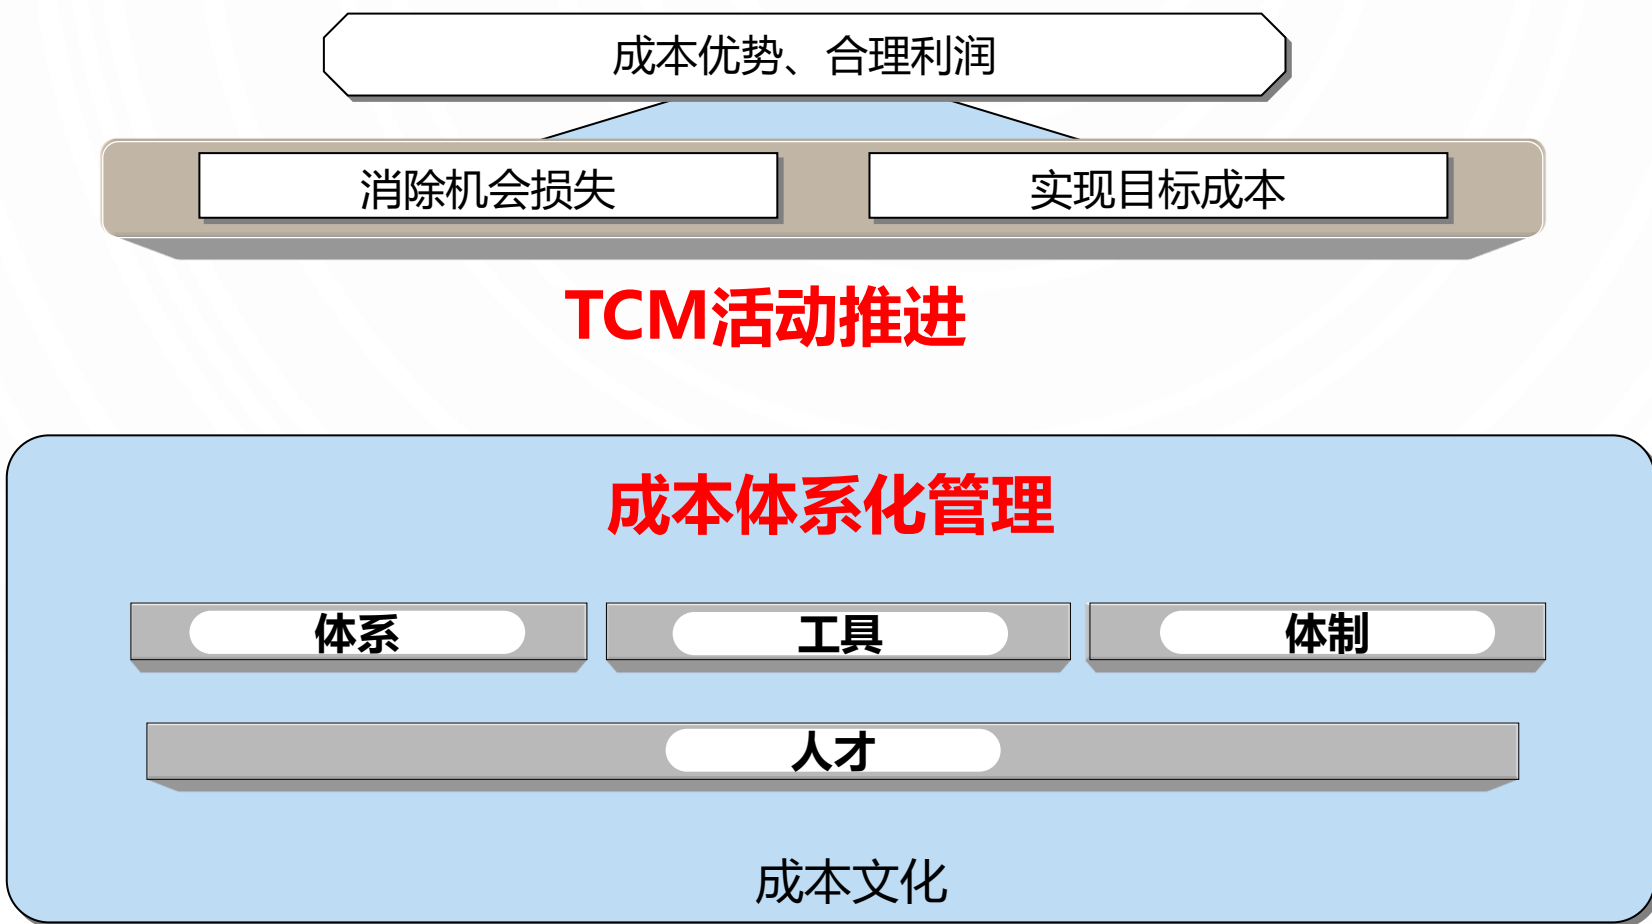 成本优势、合理利润
消除机会损失
实现目标成本
TCM活动推进
成本体系化管理
体系
工具
体制
人才
成本文化